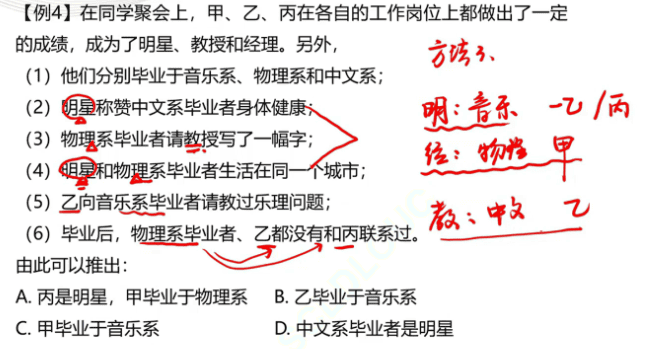 【例4】在同学聚会上，甲、乙、丙在各自的工作岗位上都做出了一定
的成绩，成为了明星、教授和经理。另外，
方法3、
（1）他们分别毕业于音乐系、物理系和中文系；
（2）明星称赞中文系毕业者身体健康；
明：音乐 一乙/丙
（3）物理系毕业者请教授写了一幅字；
经：物理 甲
（4）明星和物理系毕业者生活在同一个城市；
（5）乙向音乐系毕业者请教过乐理问题；
教：中文 乙
（6）毕业后，物理系毕业者、乙都没有和丙联系过。
由此可以推出：
A. 丙是明星，甲毕业于物理系 B. 乙毕业于音乐系
C. 甲毕业于音乐系 D. 中文系毕业者是明星